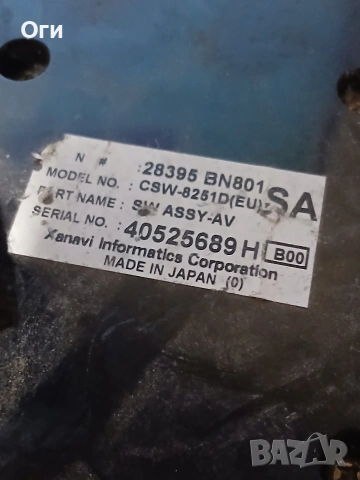 Оги
N #
:28395 BN801
MODEL NO. : CSW-8251D(EU)
SA
PART NAME : SW ASSY-AV
SERIAL NO. : 40525689 H B00
Xanavi Informatics Corporation
MADE IN JAPAN (0)
BAZAR